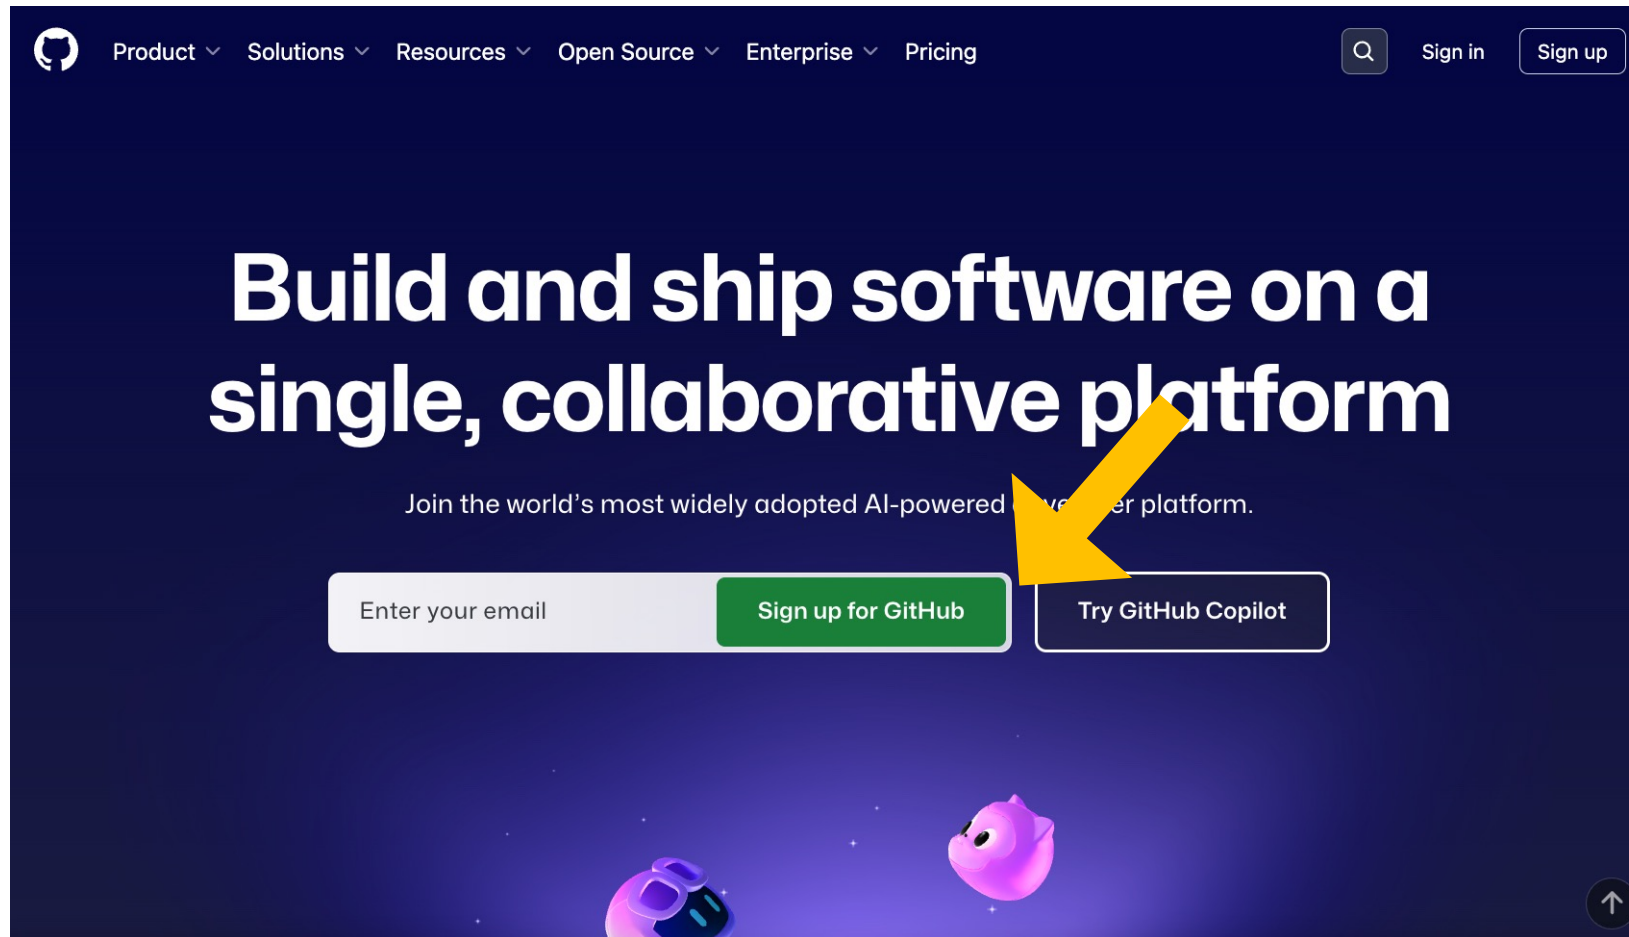 Product
Solutions
Resources
Open Source
Enterprise
Pricing
Sign in
Sign up
Build and ship software on a
single, collaborative platform
Join the world's most widely adopted AI-powered platform.
Enter your email
Sign up for GitHub
Try GitHub Copilot